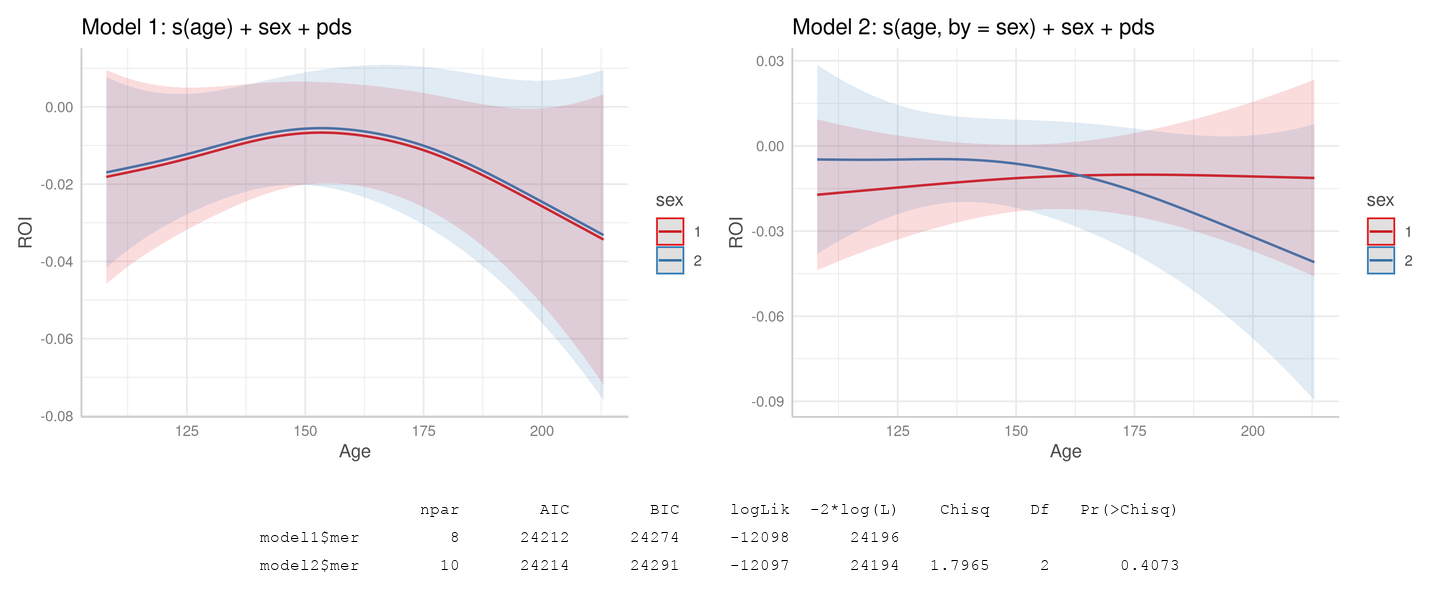 Model 1: s(age) + sex + pds
0.00
-0.02
-0.04
-0.06
-0.08
ROI
125 150 175 200
Age
sex
1
2
Model 2: s(age, by = sex) + sex + pds
0.03
0.00
-0.03
-0.06
-0.09
ROI
125 150 175 200
Age
sex
1
2
npar AIC BIC logLik -2*log(L) Chisq Df Pr(>Chisq)
model1$mer 8 24212 24274 -12098 24196
model2$mer 10 24214 24291 -12097 24194 1.7965 2 0.4073